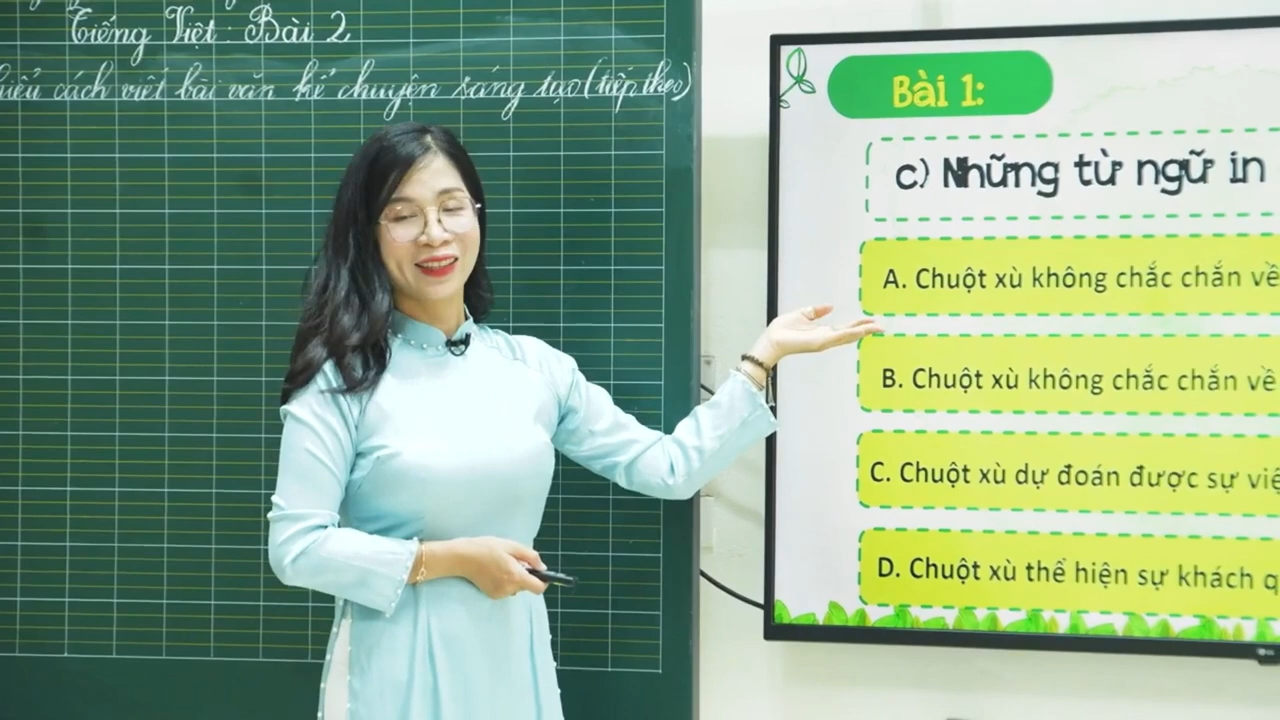 Tiếng Việt: Bài 2
hiểu cách viết bài văn kể chuyện sáng tạo (tiếp theo)
Bài 1:
c) Những từ ngữ in
A. Chuột xù không chắc chắn về
B. Chuột xù không chắc chắn về
C. Chuột xù dự đoán được sự việ
D. Chuột xù thể hiện sự khách q